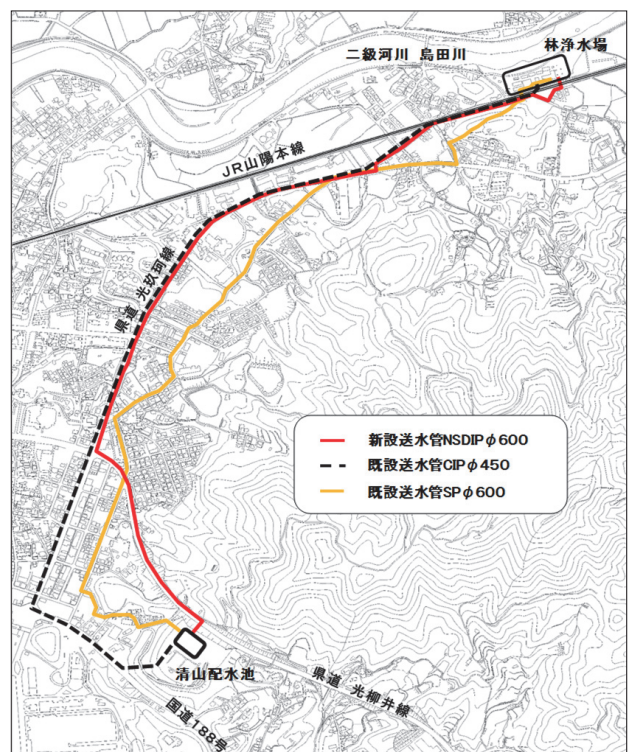 林浄水場
二級河川 島田川
JR山陽本線
県道 光玖珂線
新設送水管NSDIPφ600
既設送水管CIPφ450
既設送水管SPφ600
清山配水池
県道 光柳井線
国道188号